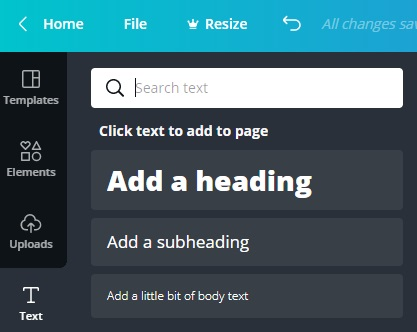 Home File Resize All changes sav
Templates
Elements
Uploads
Text
Search text
Click text to add to page
Add a heading
Add a subheading
Add a little bit of body text